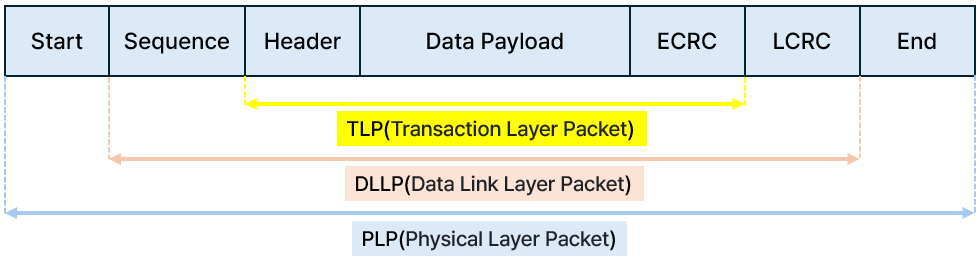 Start Sequence Header Data Payload ECRC LCRC End
TLP(Transaction Layer Packet)
DLLP(Data Link Layer Packet)
PLP(Physical Layer Packet)